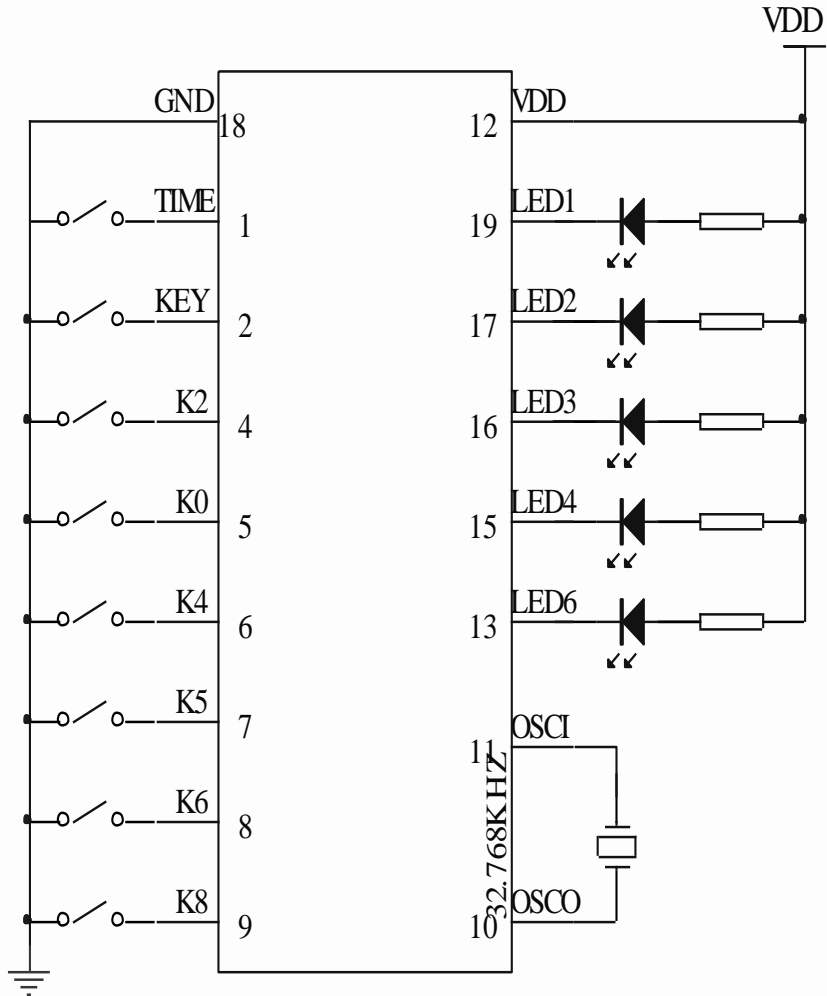 VDD
GND 18 12 VDD
TIME 1 19 LED1
KEY 2 17 LED2
K2 4 16 LED3
K0 5 15 LED4
K4 6 13 LED6
K5 7 11 OSCI
32.768KHZ
K6 8
K8 9 10 OSCO